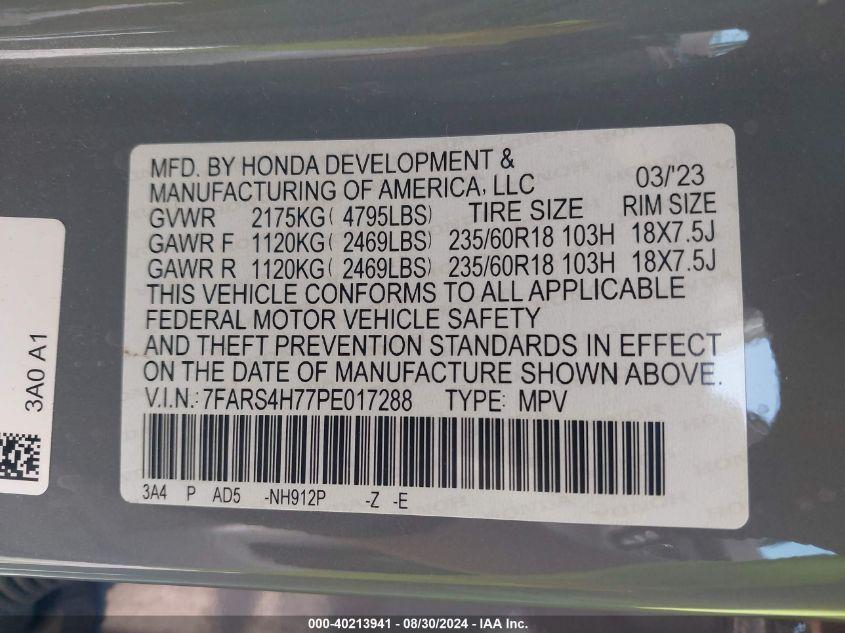 MFD. BY HONDA DEVELOPMENT &
MANUFACTURING OF AMERICA, LLC 03/'23
GVWR 2175KG( 4795LBS) TIRE SIZE RIM SIZE
GAWR F 1120KG( 2469LBS) 235/60R18 103H 18X7.5J
GAWR R 1120KG( 2469LBS) 235/60R18 103H 18X7.5J
THIS VEHICLE CONFORMS TO ALL APPLICABLE
FEDERAL MOTOR VEHICLE SAFETY
AND THEFT PREVENTION STANDARDS IN EFFECT
ON THE DATE OF MANUFACTURE SHOWN ABOVE.
V.I.N.: 7FARS4H77PE017288 TYPE: MPV
3A4 P AD5 -NH912P -Z -E
3A0 A1
000-40213941 - 08/30/2024 - IAA Inc.